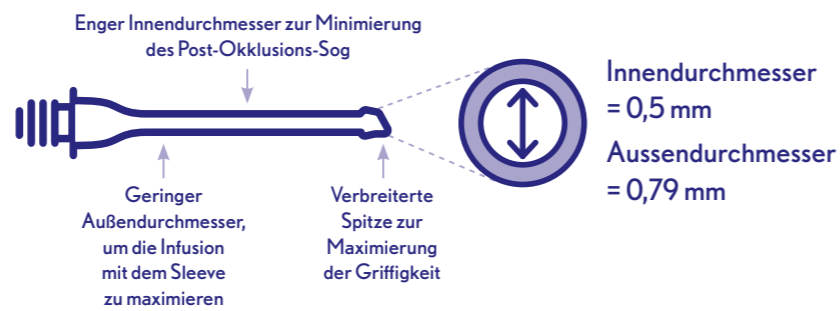 Enger Innendurchmesser zur Minimierung
des Post-Okklusions-Sog
Innendurchmesser
= 0,5 mm
Aussendurchmesser
= 0,79 mm
Geringer
Außendurchmesser,
um die Infusion
mit dem Sleeve
zu maximieren
Verbreiterte
Spitze zur
Maximierung
der Griffigkeit